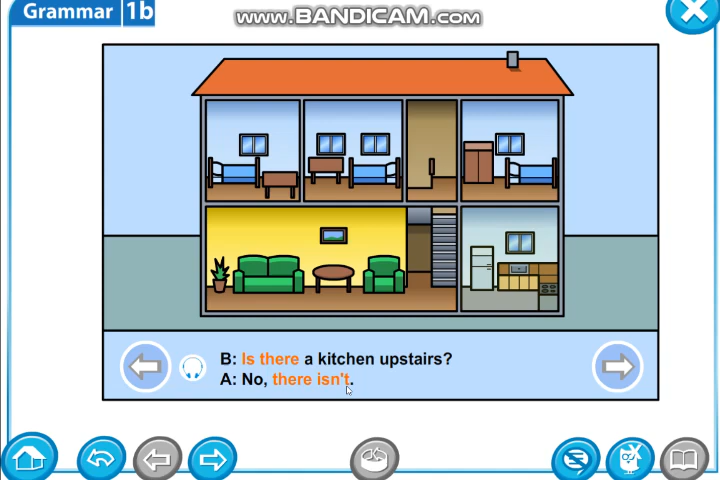 Grammar 1b
www.BANDICAM.com
B: Is there a kitchen upstairs?
A: No, there isn't.